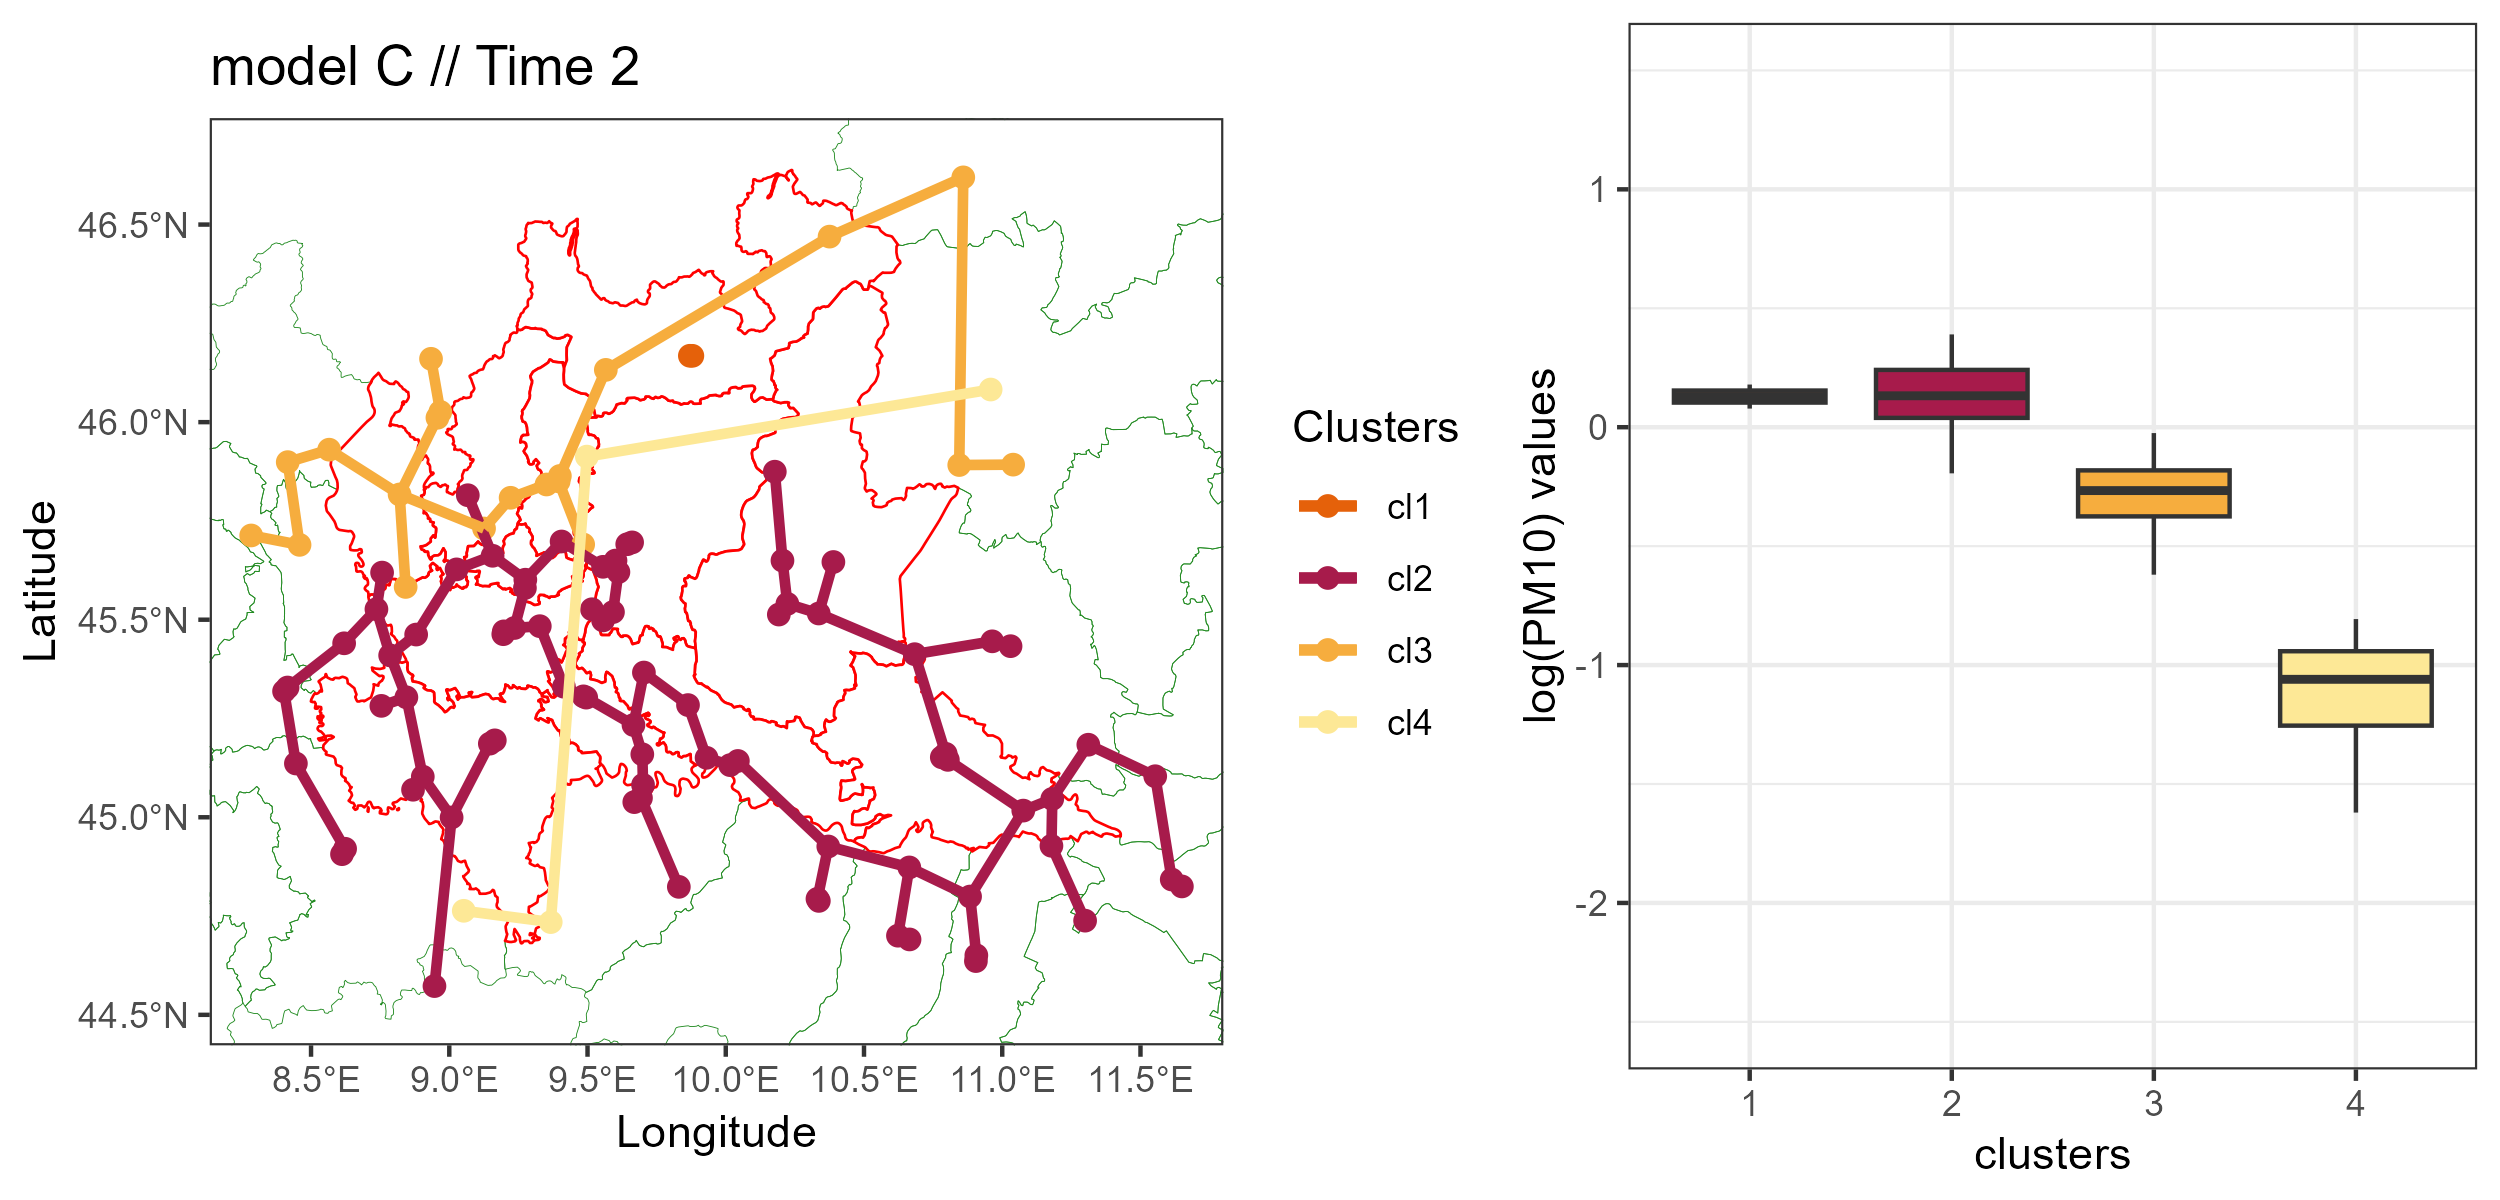 model C // Time 2
46.5°N
46.0°N
45.5°N
45.0°N
44.5°N
Latitude
8.5°E 9.0°E 9.5°E 10.0°E 10.5°E 11.0°E 11.5°E
Longitude
Clusters
cl1
cl2
cl3
cl4
log(PM10) values
1
0
-1
-2
1 2 3 4
clusters